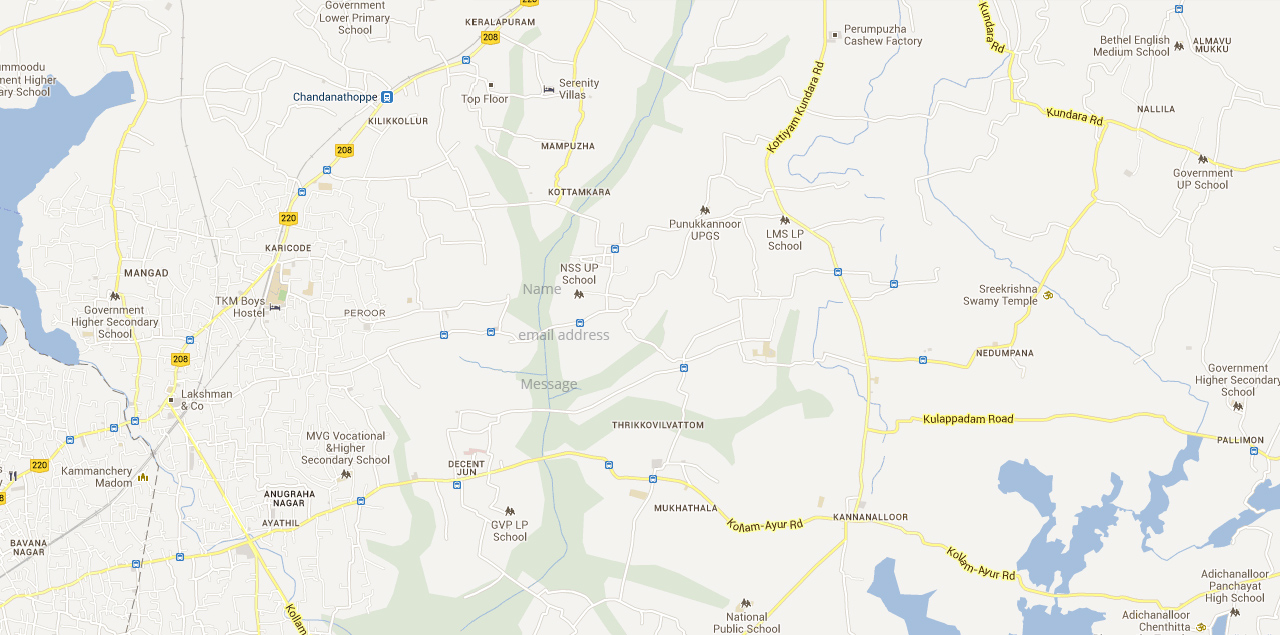 Government
Lower Primary
School
KERALAPURAM
208
Perumpuzha
Cashew Factory
Kundara Rd
Bethel English
Medium School
ALMAVU
MUKKU
ummoodu
ment Higher
ary School
Chandanathoppe
Top Floor
Serenity
Villas
Kottiyam Kundara Rd
Kundara Rd
NALLILA
KILIKKOLLUR
208
MAMPUZHA
Government
UP School
KOTTAMKARA
220
Punukkannoor
UPGS
LMS LP
School
KARICODE
MANGAD
NSS UP
School
Name
Sreekrishna
Swamy Temple
TKM Boys
Hostel
Government
Higher Secondary
School
PEROOR
email address
208
NEDUMPANA
Message
Government
Higher Secondary
School
Lakshman
& Co
Kulappadam Road
THRIKKOVILVATTOM
PALLIMON
MVG Vocational
&Higher
Secondary School
220
Kammanchery
Madom
DECENT
JUN
ANUGRAHA
NAGAR
MUKHATHALA
AYATHIL
GVP LP
School
Kollam-Ayur Rd
KANNANALLOOR
BAVANA
NAGAR
Kollam-Ayur Rd
Adichanalloor
Panchayat
High School
Kollam
National
Public School
Adichanalloor
Chenthitta